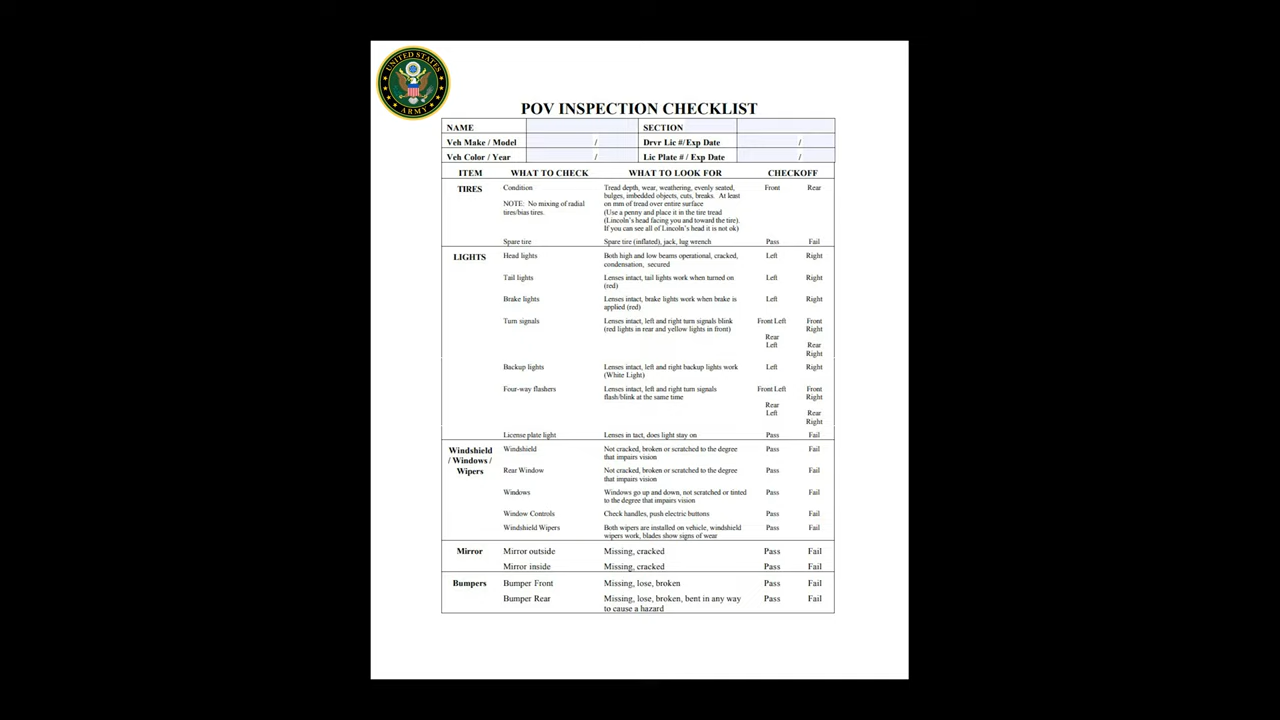 UNITED STATES
ARMY
POV INSPECTION CHECKLIST
NAME SECTION
Veh Make / Model / Drvr Lic #/Exp Date /
Veh Color / Year / Lic Plate # / Exp Date /
ITEM WHAT TO CHECK WHAT TO LOOK FOR CHECKOFF
TIRES Condition Tread depth, wear, weathering, evenly seated, Front Rear
bulges, imbedded objects, cuts, breaks. At least
NOTE: No mixing of radial on mm of tread over entire surface
tires/bias tires. (Use a penny and place it in the tire tread
(Lincoln's head facing you and toward the tire).
If you can see all of Lincoln's head it is not ok)
Spare tire Spare tire (inflated), jack, lug wrench Pass Fail
LIGHTS Head lights Both high and low beams operational, cracked, Left Right
condensation, secured
Tail lights Lenses intact, tail lights work when turned on Left Right
(red)
Brake lights Lenses intact, brake lights work when brake is Left Right
applied (red)
Turn signals Lenses intact, left and right turn signals blink Front Left Front
(red lights in rear and yellow lights in front) Right
Rear
Left Rear
Right
Backup lights Lenses intact, left and right backup lights work Left Right
(White Light)
Four-way flashers Lenses intact, left and right turn signals Front Left Front
flash/blink at the same time Right
Rear
Left Rear
Right
License plate light Lenses in tact, does light stay on Pass Fail
Windshield Windshield Not cracked, broken or scratched to the degree Pass Fail
/ Windows / that impairs vision
Wipers Rear Window Not cracked, broken or scratched to the degree Pass Fail
that impairs vision
Windows Windows go up and down, not scratched or tinted Pass Fail
to the degree that impairs vision
Window Controls Check handles, push electric buttons Pass Fail
Windshield Wipers Both wipers are installed on vehicle, windshield Pass Fail
wipers work, blades show signs of wear
Mirror Mirror outside Missing, cracked Pass Fail
Mirror inside Missing, cracked Pass Fail
Bumpers Bumper Front Missing, lose, broken Pass Fail
Bumper Rear Missing, lose, broken, bent in any way Pass Fail
to cause a hazard